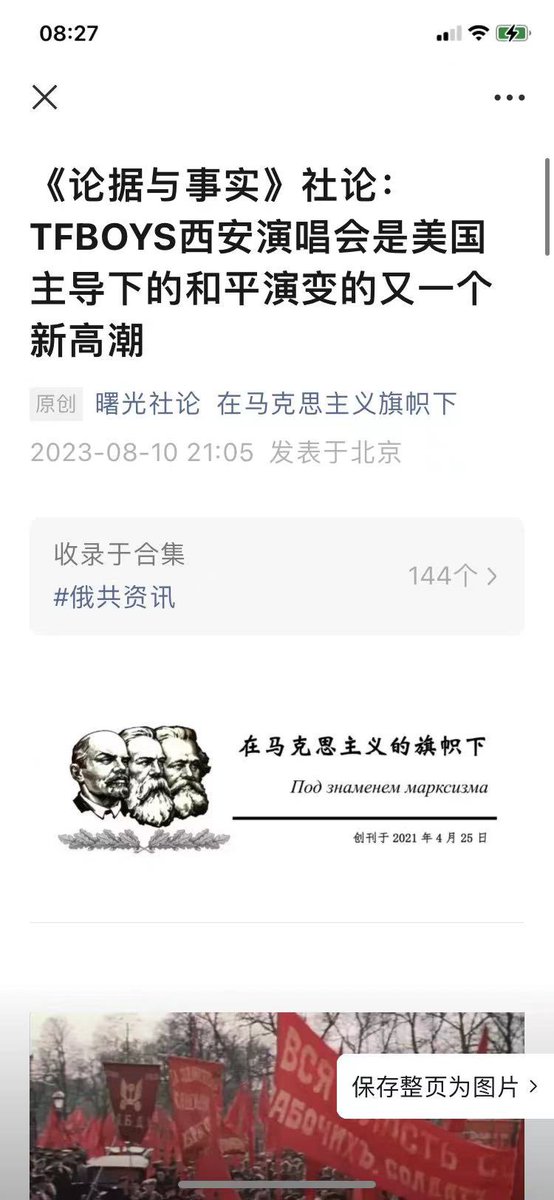 08:27
《论据与事实》社论：
TFBOYS西安演唱会是美国
主导下的和平演变的又一个
新高潮
原创 曙光社论 在马克思主义旗帜下
2023-08-10 21:05 发表于北京
收录于合集
#俄共资讯
144个
在马克思主义的旗帜下
Под знаменем марксизма
创刊于 2021 年 4 月 25 日
ВСЯ
保存整页为图片